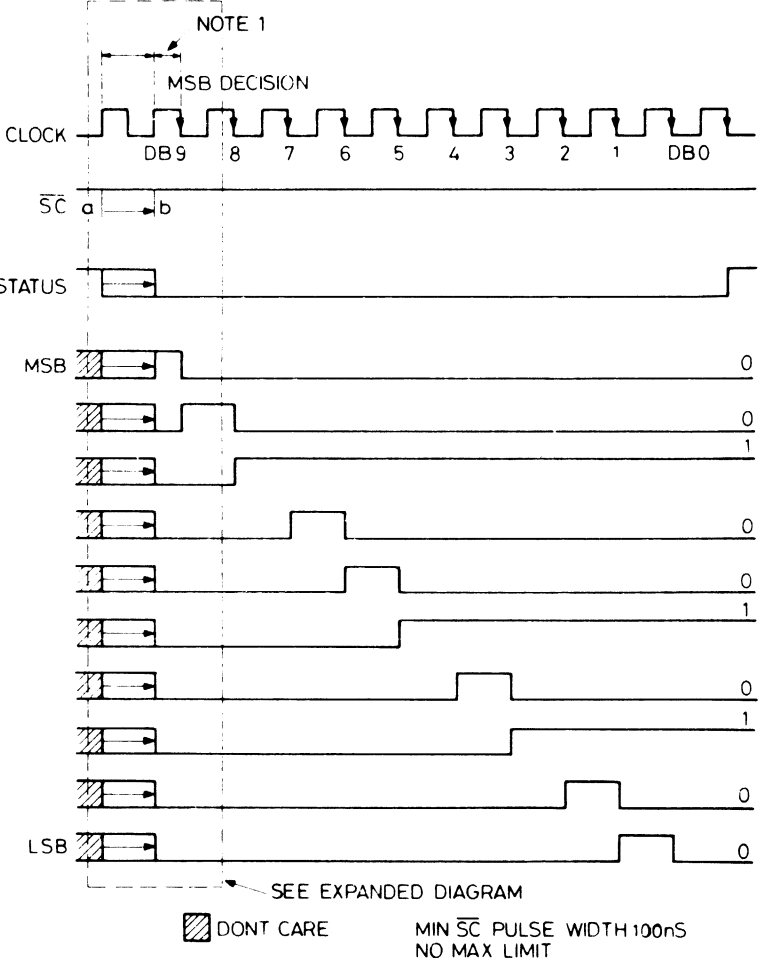 NOTE 1
MSB DECISION
CLOCK
DB9 8 7 6 5 4 3 2 1 DB0
SC a b
STATUS
MSB 0
0
1
0
0
1
0
1
0
LSB 0
SEE EXPANDED DIAGRAM
DONT CARE
MIN SC PULSE WIDTH 100nS
NO MAX LIMIT